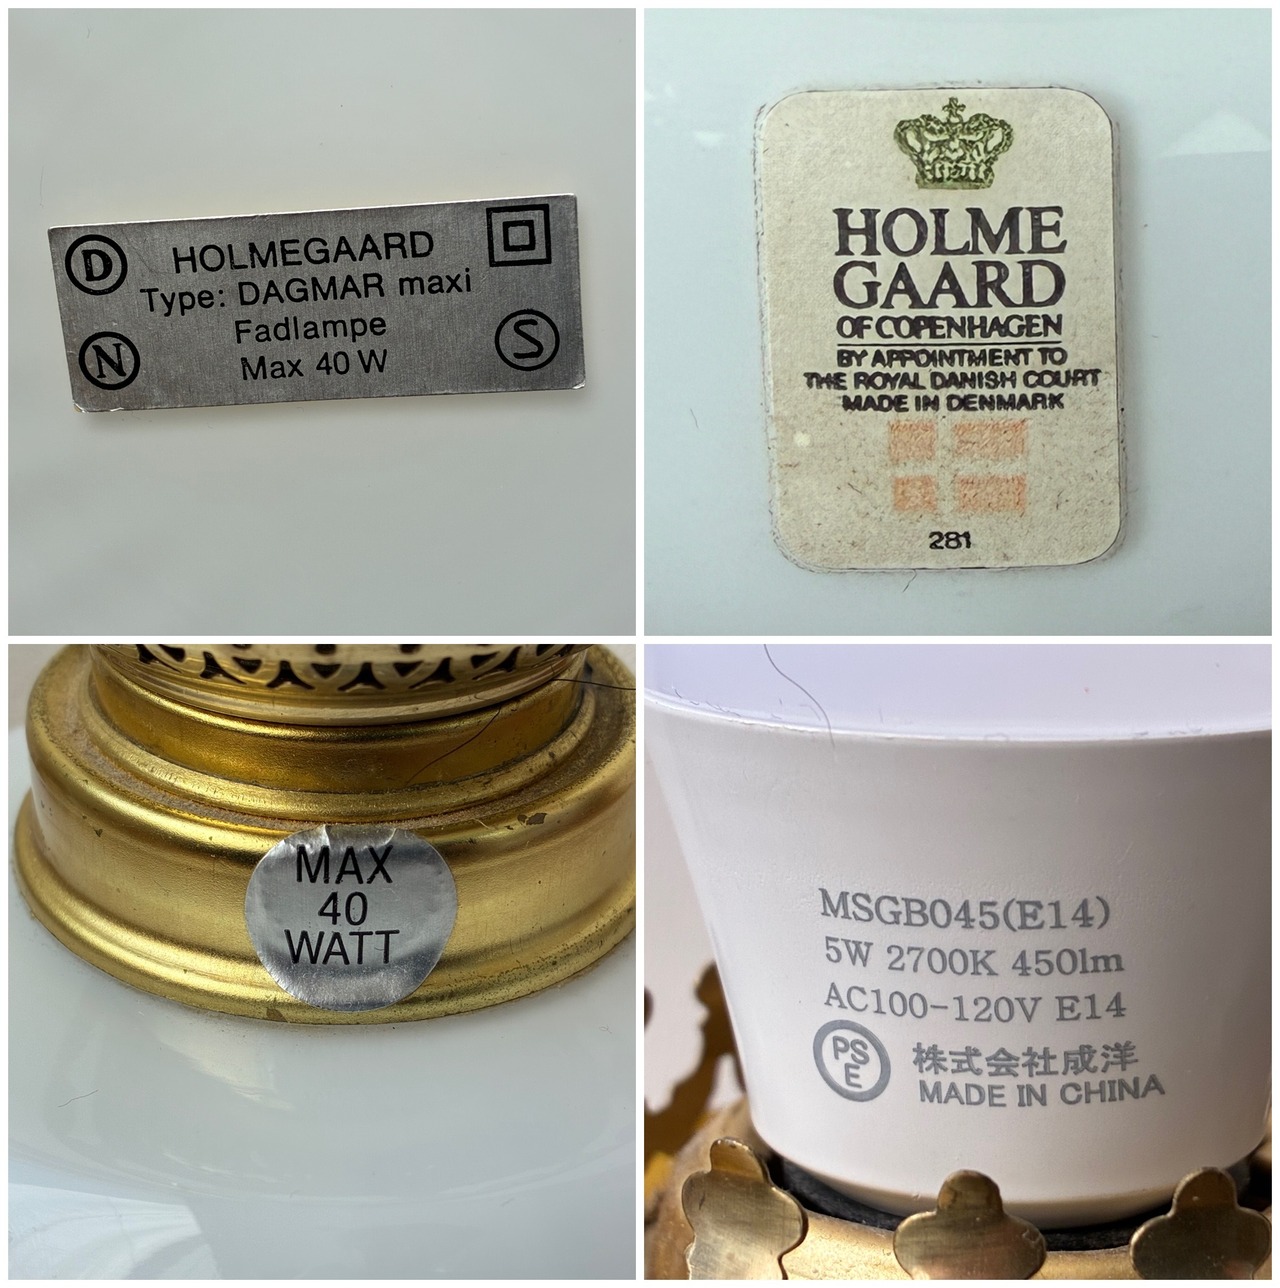 D
HOLMEGAARD
Type: DAGMAR maxi
Fadlampe
N
Max 40 W
S
HOLME
GAARD
OF COPENHAGEN
BY APPOINTMENT TO
THE ROYAL DANISH COURT
MADE IN DENMARK
281
MAX
40
WATT
MSGB045(E14)
5W 2700K 450lm
AC100-120V E14
PS
E
株式会社成洋
MADE IN CHINA